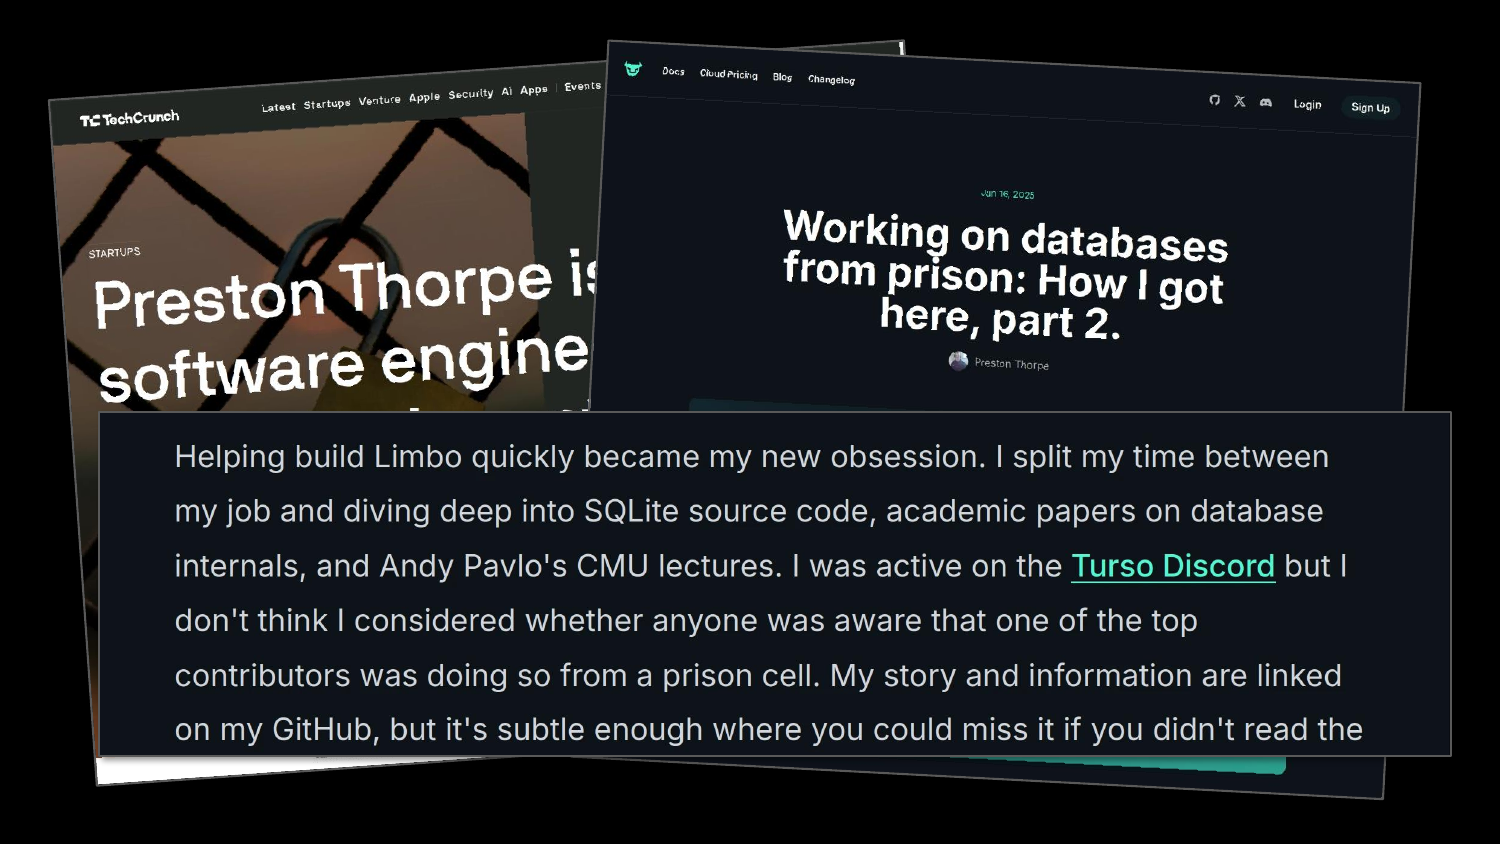 TechCrunch
Latest Startups Venture Apple Security AI Apps | Events
STARTUPS
Preston Thorpe is
software engine
Docs Cloud Pricing Blog Changelog
Login Sign Up
Jun 16, 2025
Working on databases
from prison: How I got
here, part 2.
Preston Thorpe
Helping build Limbo quickly became my new obsession. I split my time between
my job and diving deep into SQLite source code, academic papers on database
internals, and Andy Pavlo's CMU lectures. I was active on the Turso Discord but I
don't think I considered whether anyone was aware that one of the top
contributors was doing so from a prison cell. My story and information are linked
on my GitHub, but it's subtle enough where you could miss it if you didn't read the